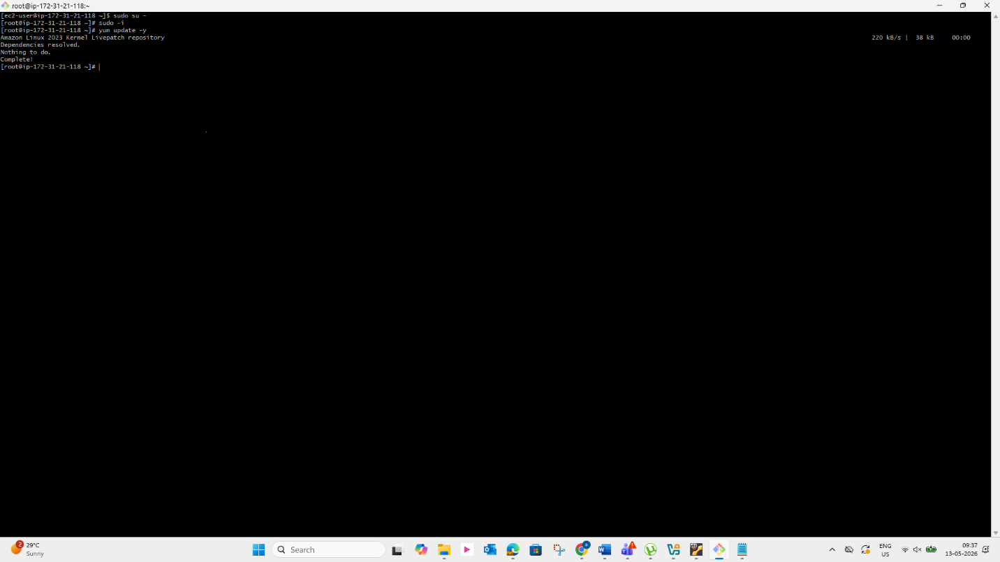 root@ip-172-31-21-118:~
[ec2-user@ip-172-31-21-118 ~]$ sudo su -
[root@ip-172-31-21-118 ~]# sudo -i
[root@ip-172-31-21-118 ~]# yum update -y
Amazon Linux 2023 Kernel Livepatch repository 220 kB/s | 38 kB 00:00
Dependencies resolved.
Nothing to do.
Complete!
[root@ip-172-31-21-118 ~]#
2
29°C
Sunny
Search
ENG
US
09:37
13-05-2026